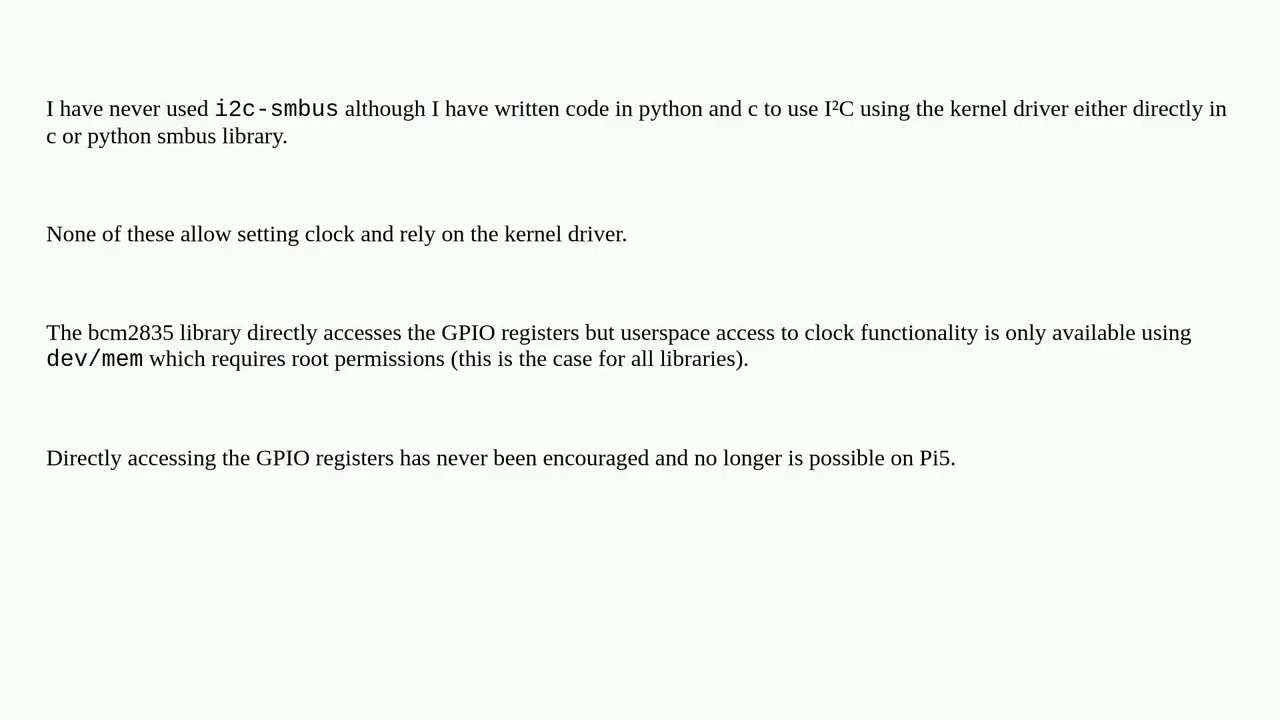 I have never used i2c-smbus although I have written code in python and c to use I²C using the kernel driver either directly in
c or python smbus library.
None of these allow setting clock and rely on the kernel driver.
The bcm2835 library directly accesses the GPIO registers but userspace access to clock functionality is only available using
dev/mem which requires root permissions (this is the case for all libraries).
Directly accessing the GPIO registers has never been encouraged and no longer is possible on Pi5.